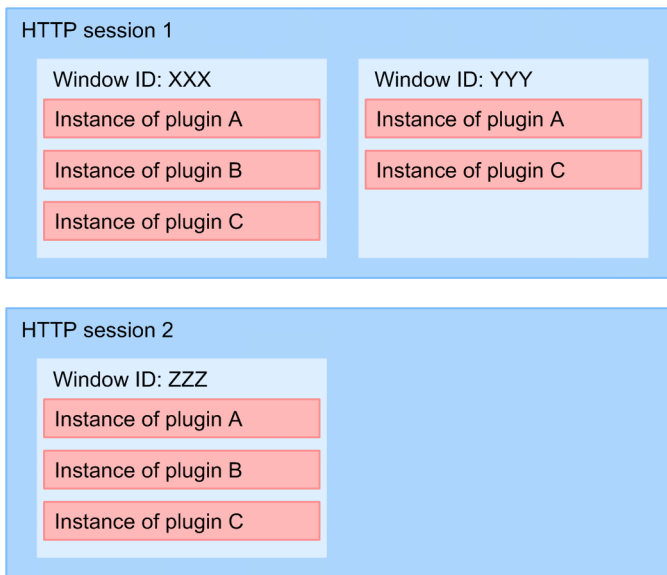 HTTP session 1
Window ID: XXX
Instance of plugin A
Instance of plugin B
Instance of plugin C
Window ID: YYY
Instance of plugin A
Instance of plugin C
HTTP session 2
Window ID: ZZZ
Instance of plugin A
Instance of plugin B
Instance of plugin C